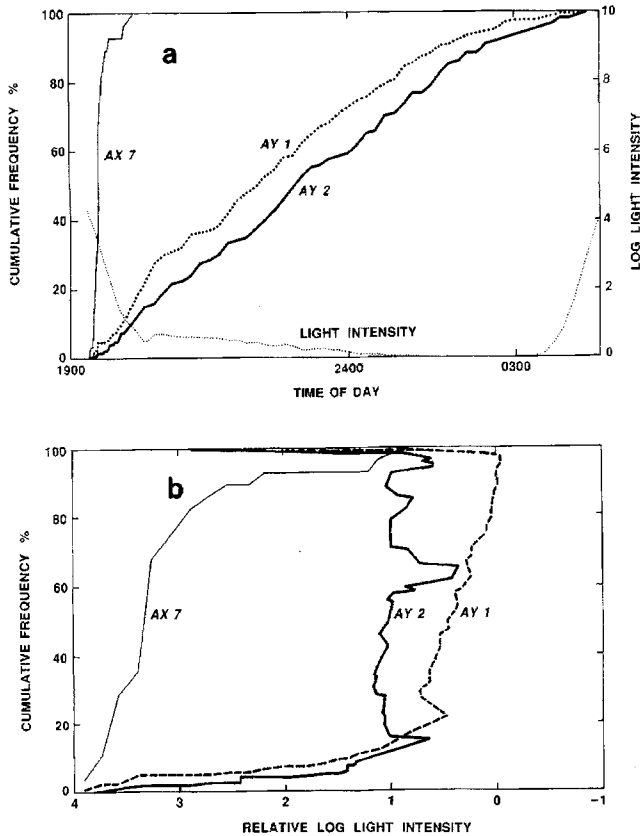 100
80
60
40
20
0
CUMULATIVE FREQUENCY %
a
AX 7
AY 1
AY 2
LIGHT INTENSITY
10
8
6
4
2
0
LOG LIGHT INTENSITY
1900
2400
0300
TIME OF DAY
100
80
60
40
20
0
CUMULATIVE FREQUENCY %
b
AX 7
AY 2
AY 1
4
3
2
1
0
-1
RELATIVE LOG LIGHT INTENSITY